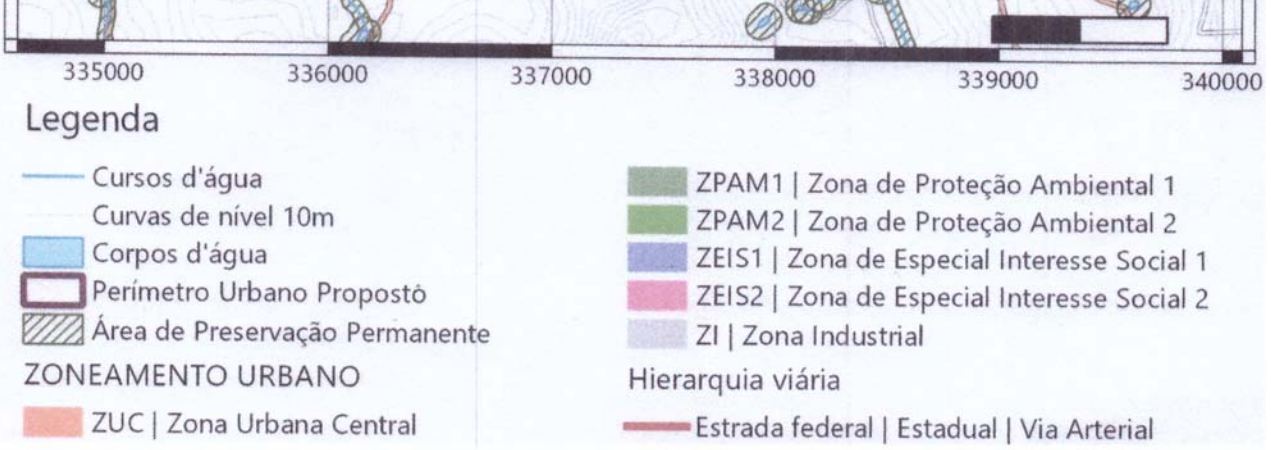 335000 336000 337000 338000 339000 340000
Legenda
Cursos d'água
Curvas de nível 10m
Corpos d'água
Perímetro Urbano Proposto
Área de Preservação Permanente
ZONEAMENTO URBANO
ZUC | Zona Urbana Central
ZPAM1 | Zona de Proteção Ambiental 1
ZPAM2 | Zona de Proteção Ambiental 2
ZEIS1 | Zona de Especial Interesse Social 1
ZEIS2 | Zona de Especial Interesse Social 2
ZI | Zona Industrial
Hierarquia viária
Estrada federal | Estadual | Via Arterial